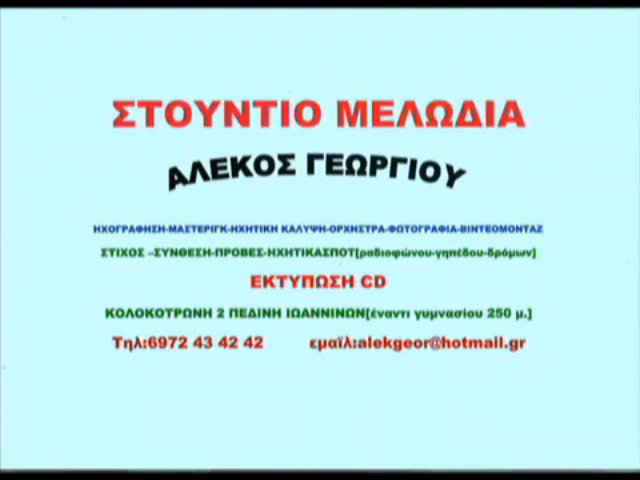 ΣΤΟΥΝΤΙΟ ΜΕΛΩΔΙΑ
ΑΛΕΚΟΣ ΓΕΩΡΓΙΟΥ
ΗΧΟΓΡΑΦΗΣΗ-ΜΑΣΤΕΡΙΓΚ-ΗΧΗΤΙΚΗ ΚΑΛΥΨΗ-ΟΡΧΗΣΤΡΑ-ΦΩΤΟΓΡΑΦΙΑ-ΒΙΝΤΕΟΜΟΝΤΑΖ
ΣΤΙΧΟΣ –ΣΥΝΘΕΣΗ-ΠΡΟΒΕΣ-ΗΧΗΤΙΚΑΣΠΟΤ[ραδιοφώνου-γηπέδου-δρόμων]
ΕΚΤΥΠΩΣΗ CD
ΚΟΛΟΚΟΤΡΩΝΗ 2 ΠΕΔΙΝΗ ΙΩΑΝΝΙΝΩΝ[έναντι γυμνασίου 250 μ.]
Τηλ:6972 43 42 42 εμαϊλ:alekgeor@hotmail.gr